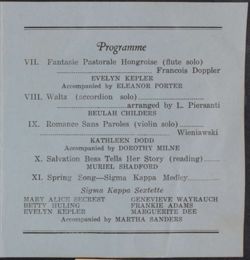 Programme
VII. Fantasie Pastorale Hongroise (flute solo)
Francois Doppler
EVELYN KEPLER
Accompanied by ELEANOR PORTER
VIII. Waltz (accordion solo)
arranged by L. Piersanti
BEULAH CHILDERS
IX. Romance Sans Paroles (violin solo)
Wieniawski
KATHLEEN DODD
Accompanied by DOROTHY MILNE
X. Salvation Bess Tells Her Story (reading)
MURIEL SHADFORD
XI. Spring Song—Sigma Kappa Medley
Sigma Kappa Sextette
MARY ALICE SECREST GENEVIEVE WAYRAUCH
BETTY HULING FRANKIE ADAMS
EVELYN KEPLER MARGUERITE DEE
Accompanied by MARTHA SANDERS